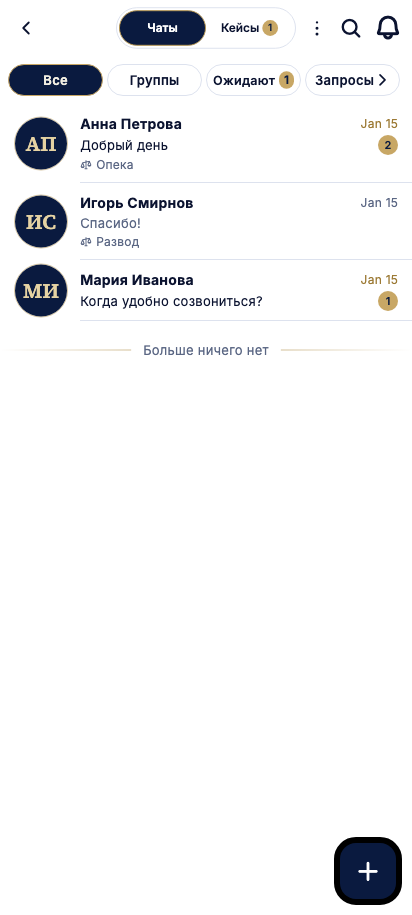 Чаты
Кейсы 1
Все
Группы
Ожидают 1
Запросы
АП
Анна Петрова
Jan 15
Добрый день
2
Опека
ИС
Игорь Смирнов
Jan 15
Спасибо!
Развод
МИ
Мария Иванова
Jan 15
Когда удобно созвониться?
1
Больше ничего нет